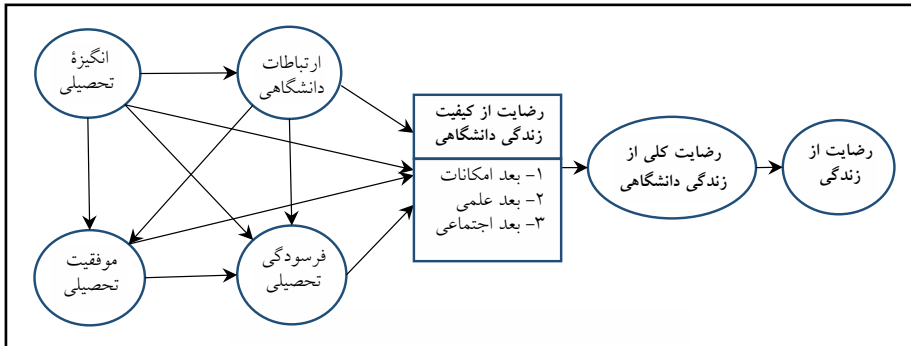 انگیزهٔ
تحصیلی
ارتباطات
دانشگاهی
رضایت از کیفیت
زندگی دانشگاهی
۱- بعد امکانات
۲- بعد علمی
۳- بعد اجتماعی
رضایت کلی از
زندگی دانشگاهی
رضایت از
زندگی
موفقیت
تحصیلی
فرسودگی
تحصیلی